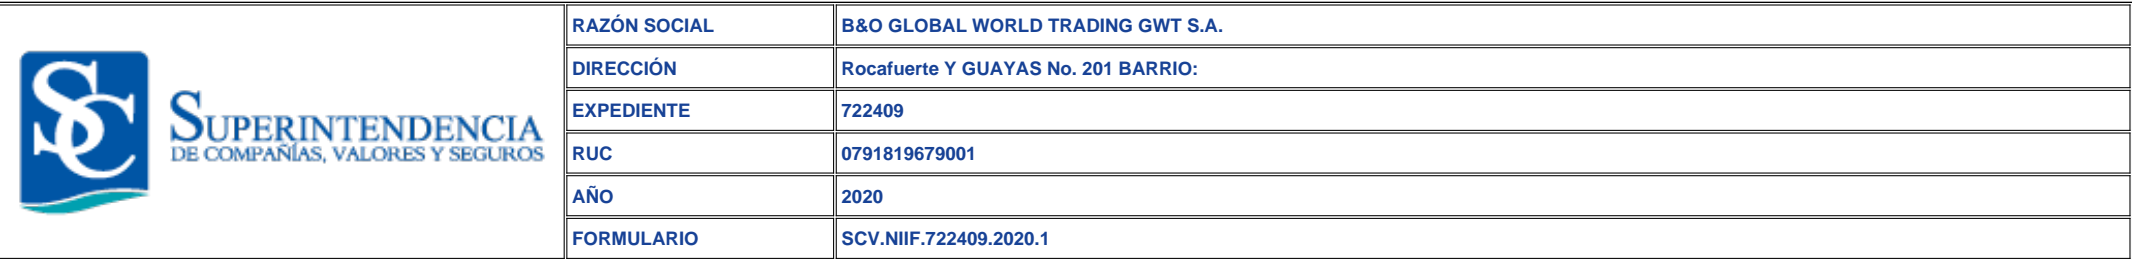 SC
SUPERINTENDENCIA
DE COMPAÑÍAS, VALORES Y SEGUROS
RAZÓN SOCIAL B&O GLOBAL WORLD TRADING GWT S.A.
DIRECCIÓN Rocafuerte Y GUAYAS No. 201 BARRIO:
EXPEDIENTE 722409
RUC 0791819679001
AÑO 2020
FORMULARIO SCV.NIIF.722409.2020.1